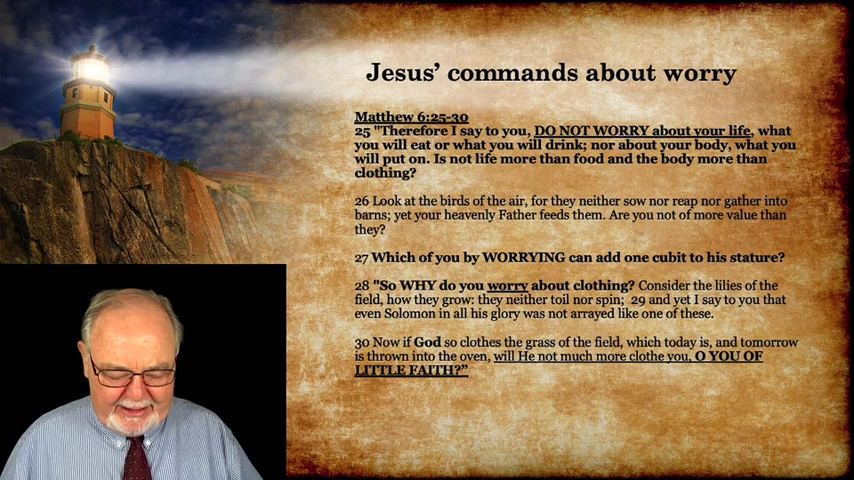 Jesus’ commands about worry
Matthew 6:25-30
25 "Therefore I say to you, DO NOT WORRY about your life, what
you will eat or what you will drink; nor about your body, what you
will put on. Is not life more than food and the body more than
clothing?
26 Look at the birds of the air, for they neither sow nor reap nor gather into
barns; yet your heavenly Father feeds them. Are you not of more value than
they?
27 Which of you by WORRYING can add one cubit to his stature?
28 "So WHY do you worry about clothing? Consider the lilies of the
field, how they grow: they neither toil nor spin;  29 and yet I say to you that
even Solomon in all his glory was not arrayed like one of these.
30 Now if God so clothes the grass of the field, which today is, and tomorrow
is thrown into the oven, will He not much more clothe you, O YOU OF
LITTLE FAITH?”